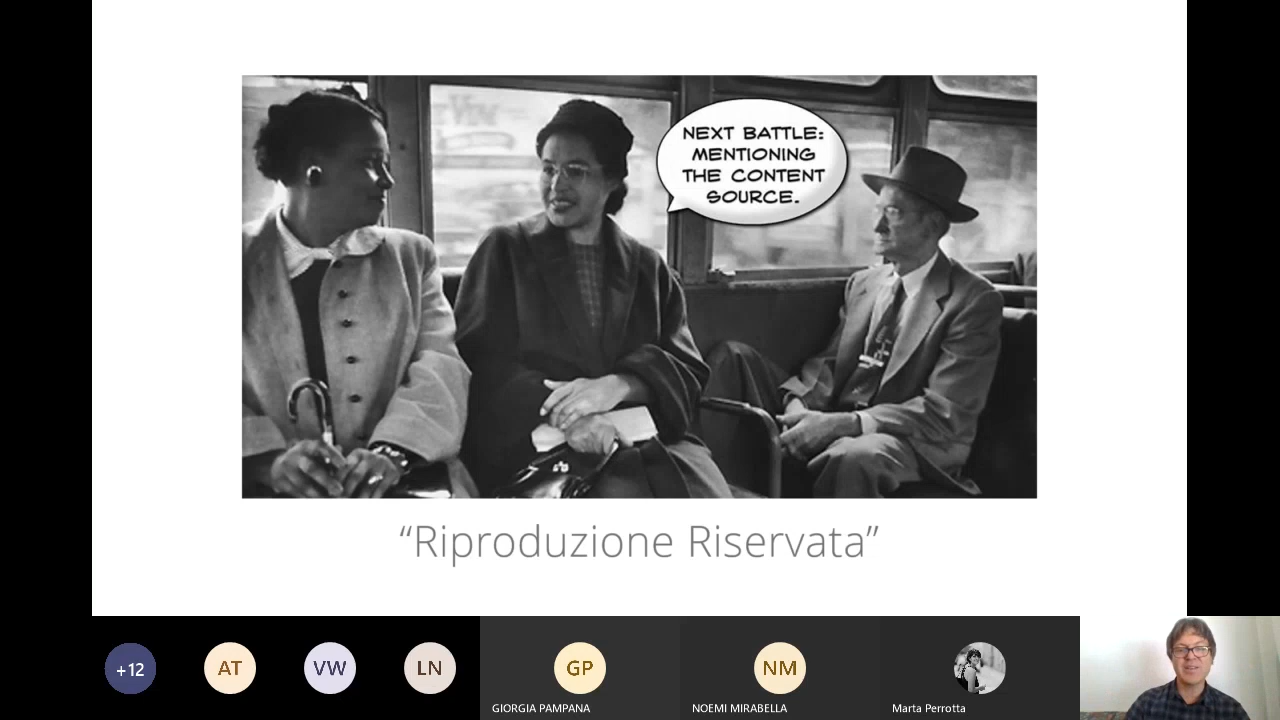 NEXT BATTLE:
MENTIONING
THE CONTENT
SOURCE.
“Riproduzione Riservata”
+12
AT
VW
LN
GP
NM
GIORGIA PAMPANA
NOEMI MIRABELLA
Marta Perrotta